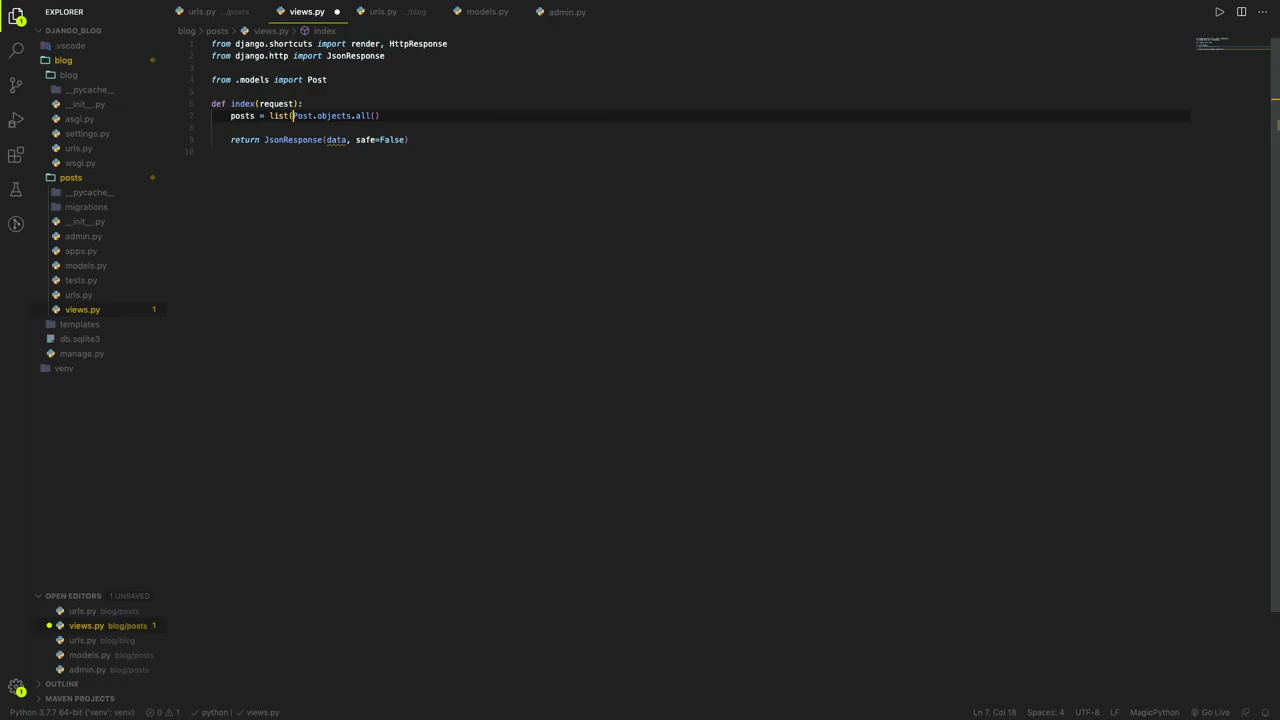 EXPLORER
urls.py .../posts
views.py
urls.py .../blog
models.py
admin.py
DJANGO_BLOG
blog
posts
views.py
index
.vscode
blog
blog
__pycache__
__init__.py
asgi.py
settings.py
urls.py
wsgi.py
posts
__pycache__
migrations
__init__.py
admin.py
apps.py
models.py
tests.py
urls.py
views.py 1
templates
db.sqlite3
manage.py
venv
1 from django.shortcuts import render, HttpResponse
2 from django.http import JsonResponse
3
4 from .models import Post
5
6 def index(request):
7 posts = list(Post.objects.all()
8
9 return JsonResponse(data, safe=False)
10
OPEN EDITORS 1 UNSAVED
urls.py blog/posts
views.py blog/posts 1
urls.py blog/blog
models.py blog/posts
admin.py blog/posts
OUTLINE
MAVEN PROJECTS
1
1
Python 3.7.7 64-bit ('venv': venv) 0 1 python views.py Ln 7, Col 18 Spaces: 4 UTF-8 LF MagicPython Go Live